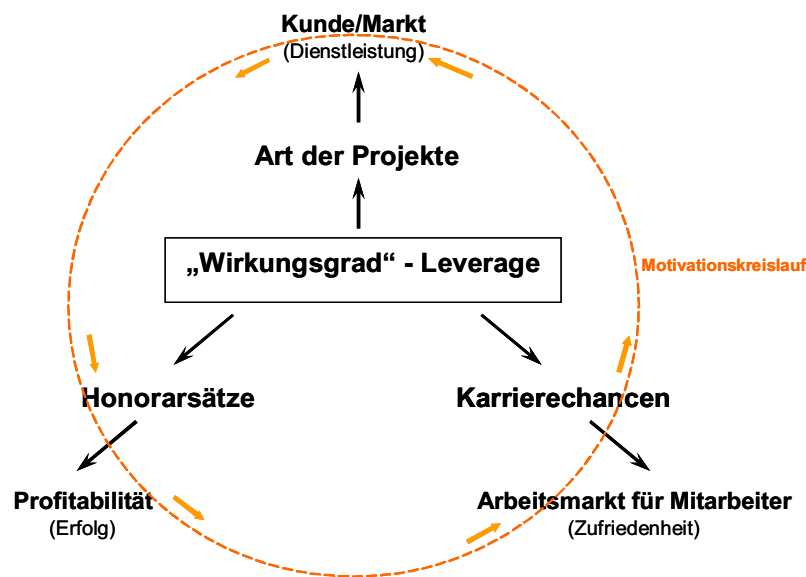 Kunde/Markt
(Dienstleistung)
Art der Projekte
„Wirkungsgrad“ - Leverage
Motivationskreislauf
Honorarsätze
Karrierechancen
Profitabilität
(Erfolg)
Arbeitsmarkt für Mitarbeiter
(Zufriedenheit)